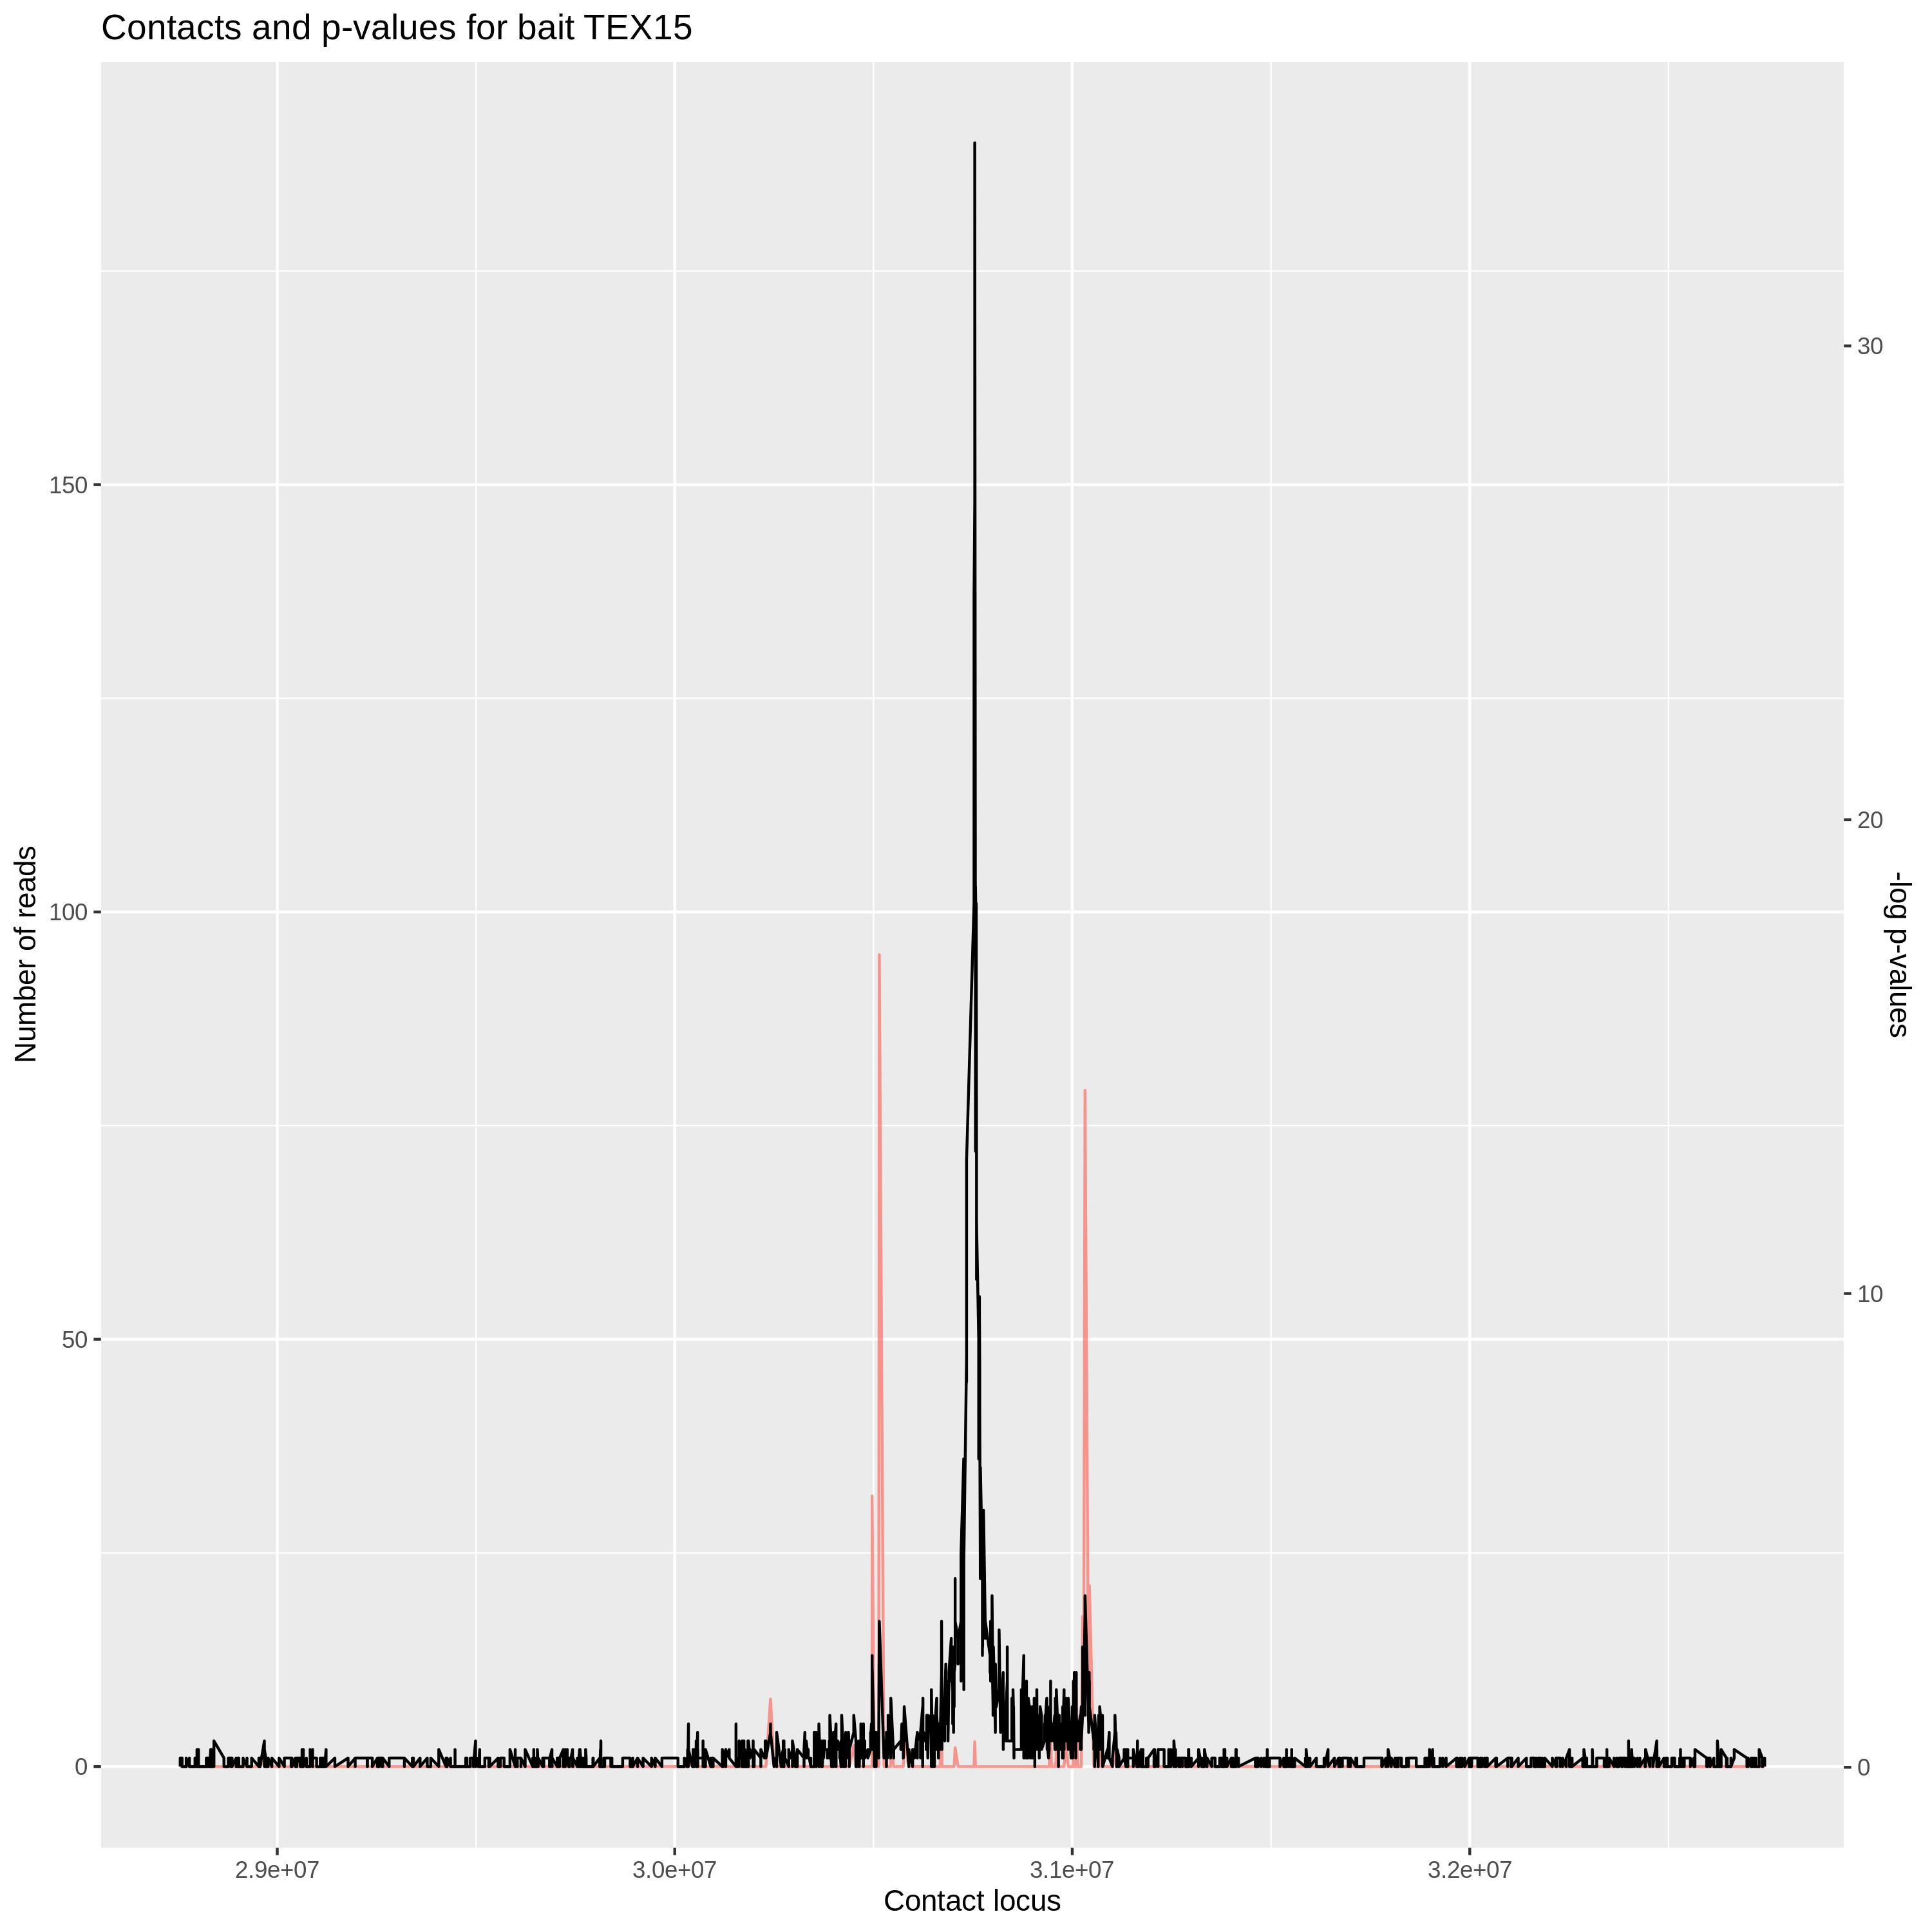 Contacts and p-values for bait TEX15
Number of reads
150
100
50
0
30
20
10
0
-log p-values
2.9e+07 3.0e+07 3.1e+07 3.2e+07
Contact locus